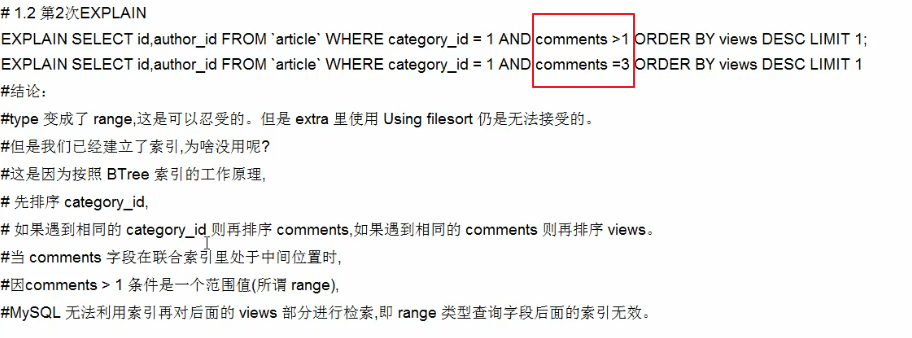 # 1.2 第2次EXPLAIN
EXPLAIN SELECT id,author_id FROM `article` WHERE category_id = 1 AND comments >1 ORDER BY views DESC LIMIT 1;
EXPLAIN SELECT id,author_id FROM `article` WHERE category_id = 1 AND comments =3 ORDER BY views DESC LIMIT 1
#结论：
#type 变成了 range,这是可以忍受的。但是 extra 里使用 Using filesort 仍是无法接受的。
#但是我们已经建立了索引,为啥没用呢?
#这是因为按照 BTree 索引的工作原理,
# 先排序 category_id,
# 如果遇到相同的 category_id 则再排序 comments,如果遇到相同的 comments 则再排序 views。
#当 comments 字段在联合索引里处于中间位置时,
#因comments > 1 条件是一个范围值(所谓 range),
#MySQL 无法利用索引再对后面的 views 部分进行检索,即 range 类型查询字段后面的索引无效。